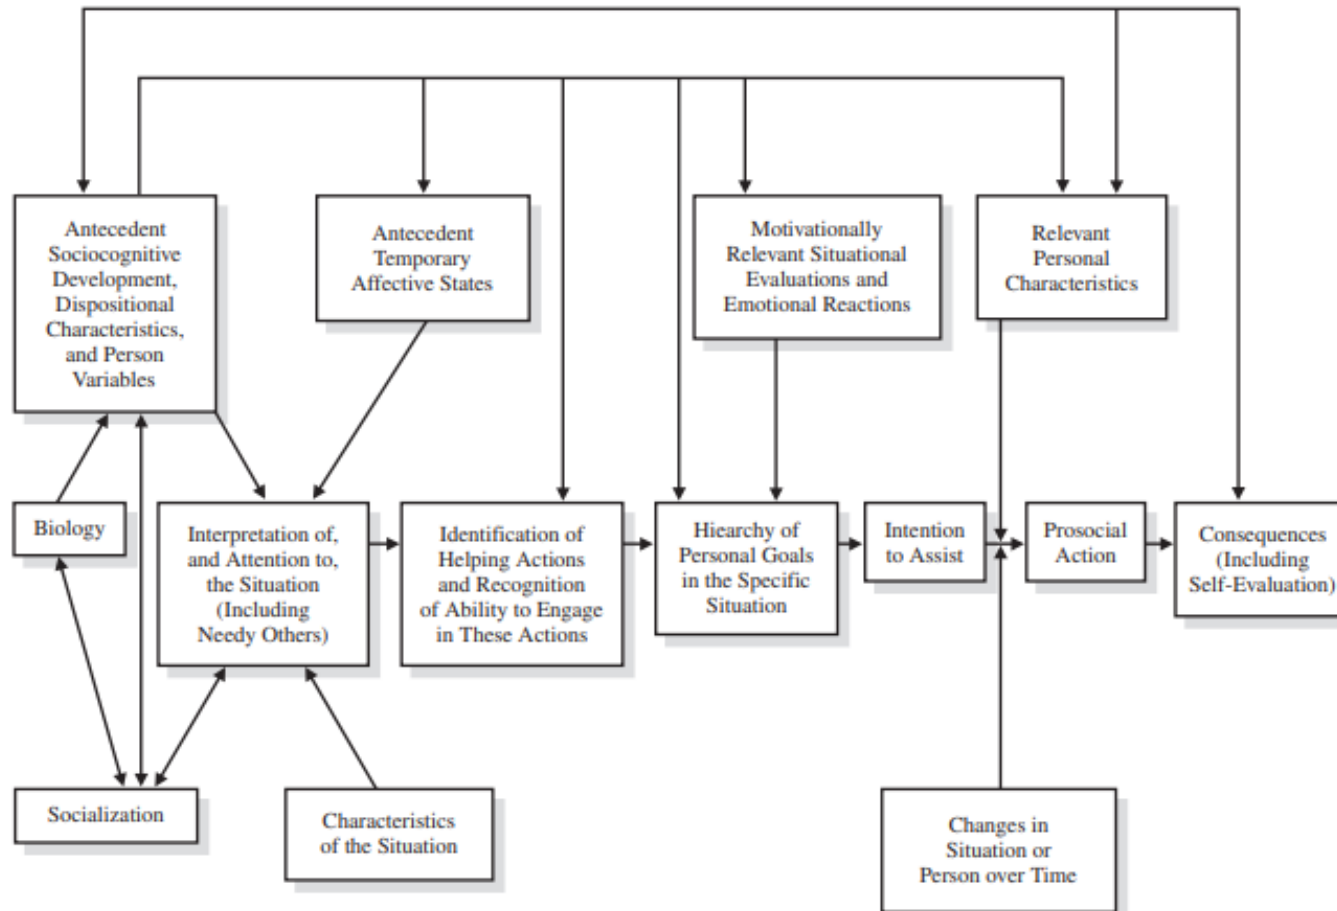 Antecedent
Sociocognitive
Development,
Dispositional
Characteristics,
and Person
Variables
Antecedent
Temporary
Affective States
Motivationally
Relevant Situational
Evaluations and
Emotional Reactions
Relevant
Personal
Characteristics
Biology
Interpretation of,
and Attention to,
the Situation
(Including
Needy Others)
Identification of
Helping Actions
and Recognition
of Ability to Engage
in These Actions
Hiearchy of
Personal Goals
in the Specific
Situation
Intention
to Assist
Prosocial
Action
Consequences
(Including
Self-Evaluation)
Socialization
Characteristics
of the Situation
Changes in
Situation or
Person over Time